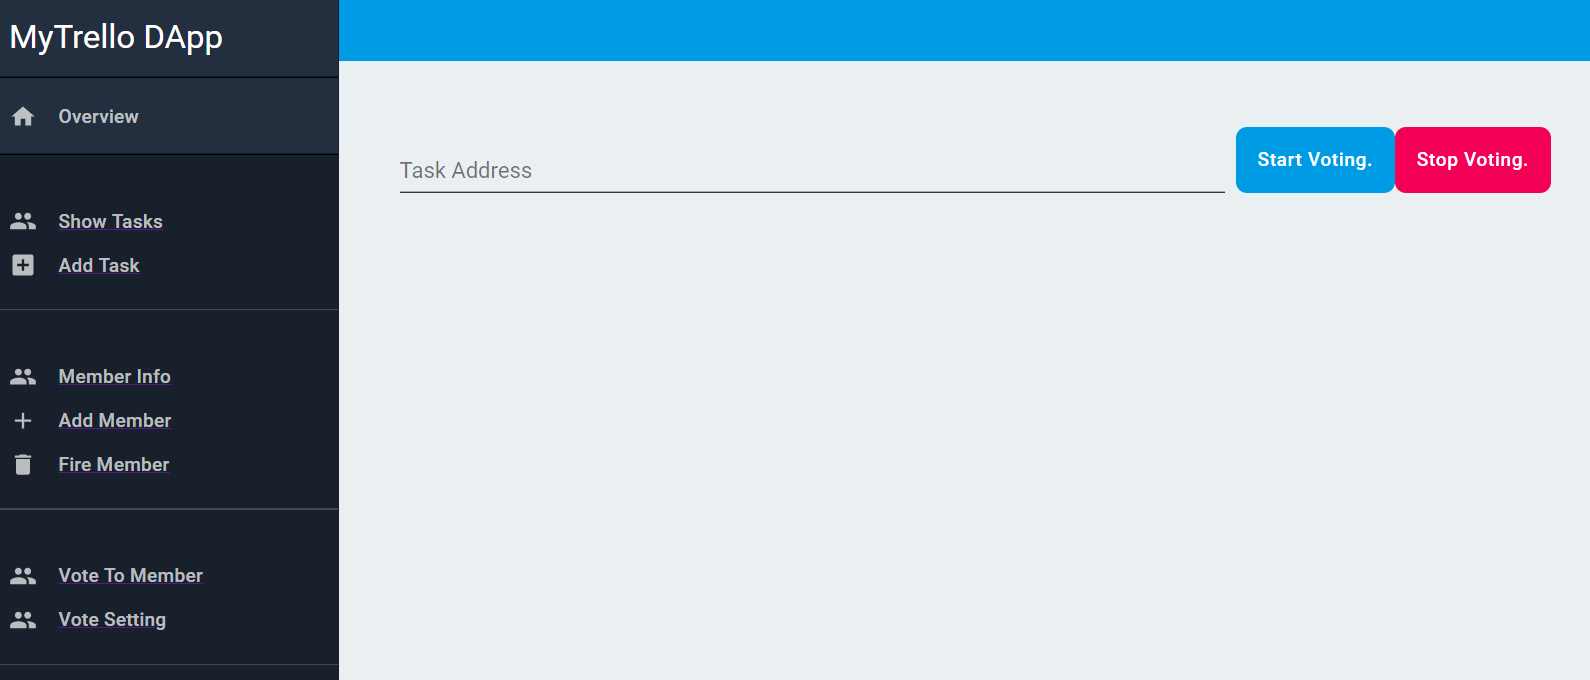 MyTrello DApp
Overview
Show Tasks
Add Task
Member Info
Add Member
Fire Member
Vote To Member
Vote Setting
Task Address
Start Voting.
Stop Voting.